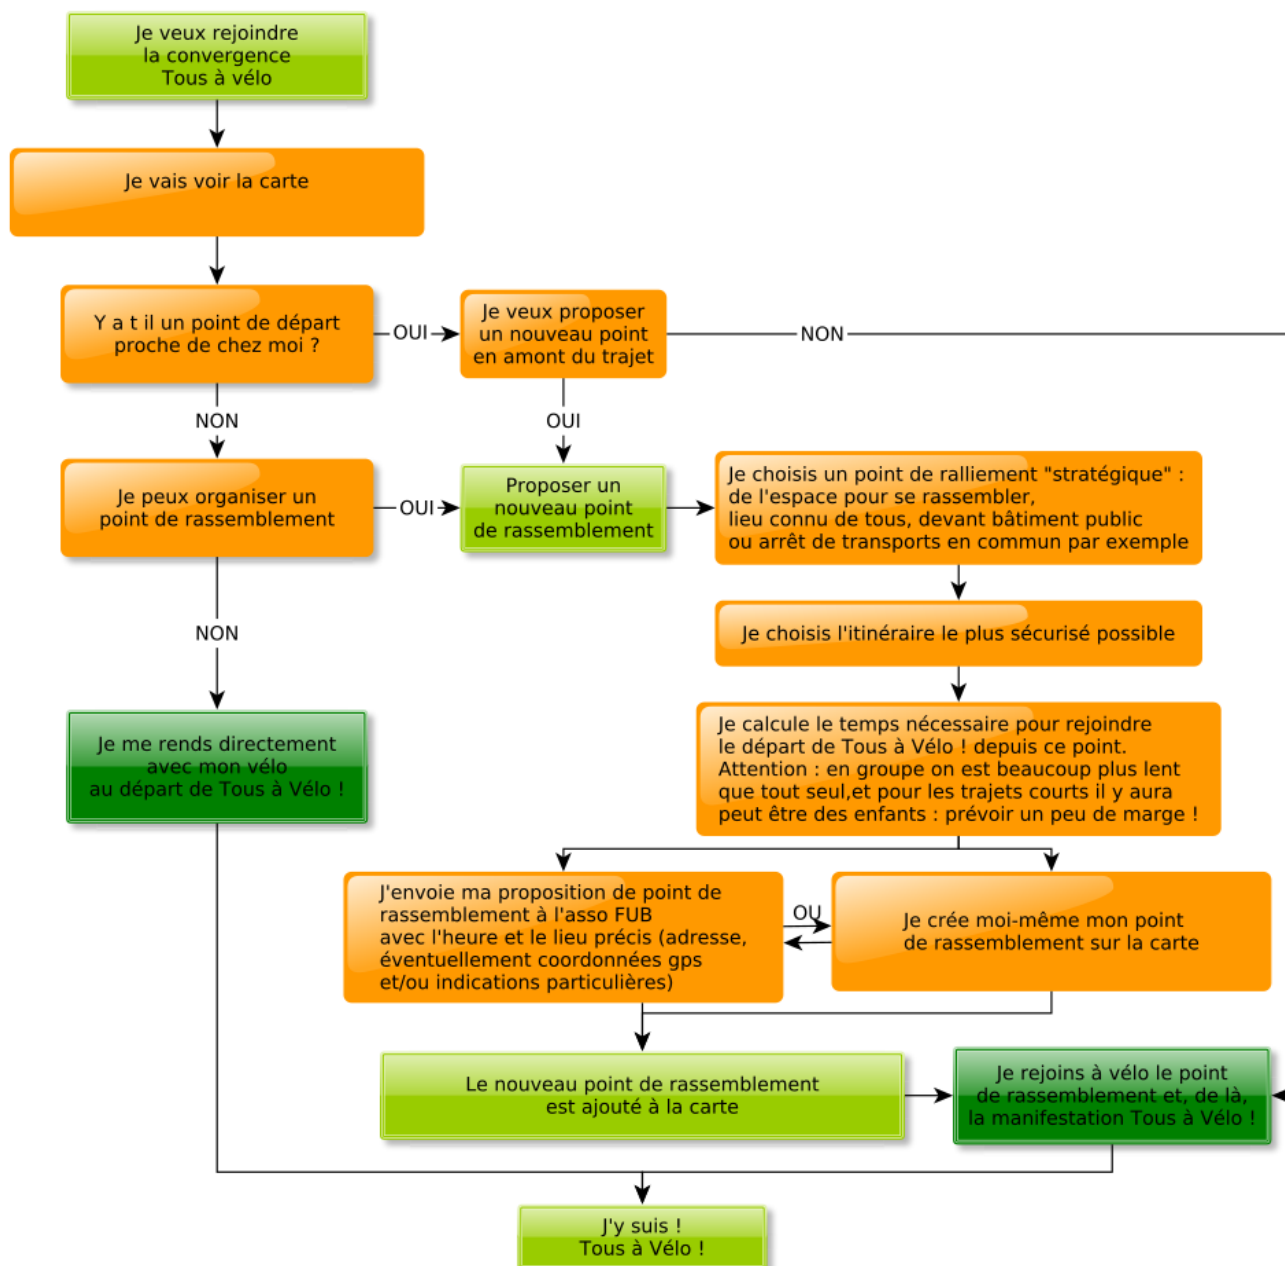 Je veux rejoindre
la convergence
Tous à vélo
Je vais voir la carte
Y a t il un point de départ
proche de chez moi ?
OUI
Je veux proposer
un nouveau point
en amont du trajet
NON
NON
OUI
Je peux organiser un
point de rassemblement
OUI
Proposer un
nouveau point
de rassemblement
Je choisis un point de ralliement "stratégique" :
de l'espace pour se rassembler,
lieu connu de tous, devant bâtiment public
ou arrêt de transports en commun par exemple
NON
Je choisis l'itinéraire le plus sécurisé possible
Je me rends directement
avec mon vélo
au départ de Tous à Vélo !
Je calcule le temps nécessaire pour rejoindre
le départ de Tous à Vélo ! depuis ce point.
Attention : en groupe on est beaucoup plus lent
que tout seul,et pour les trajets courts il y aura
peut être des enfants : prévoir un peu de marge !
J'envoie ma proposition de point de
rassemblement à l'asso FUB
avec l'heure et le lieu précis (adresse,
éventuellement coordonnées gps
et/ou indications particulières)
OU
Je crée moi-même mon point
de rassemblement sur la carte
Le nouveau point de rassemblement
est ajouté à la carte
Je rejoins à vélo le point
de rassemblement et, de là,
la manifestation Tous à Vélo !
J'y suis !
Tous à Vélo !